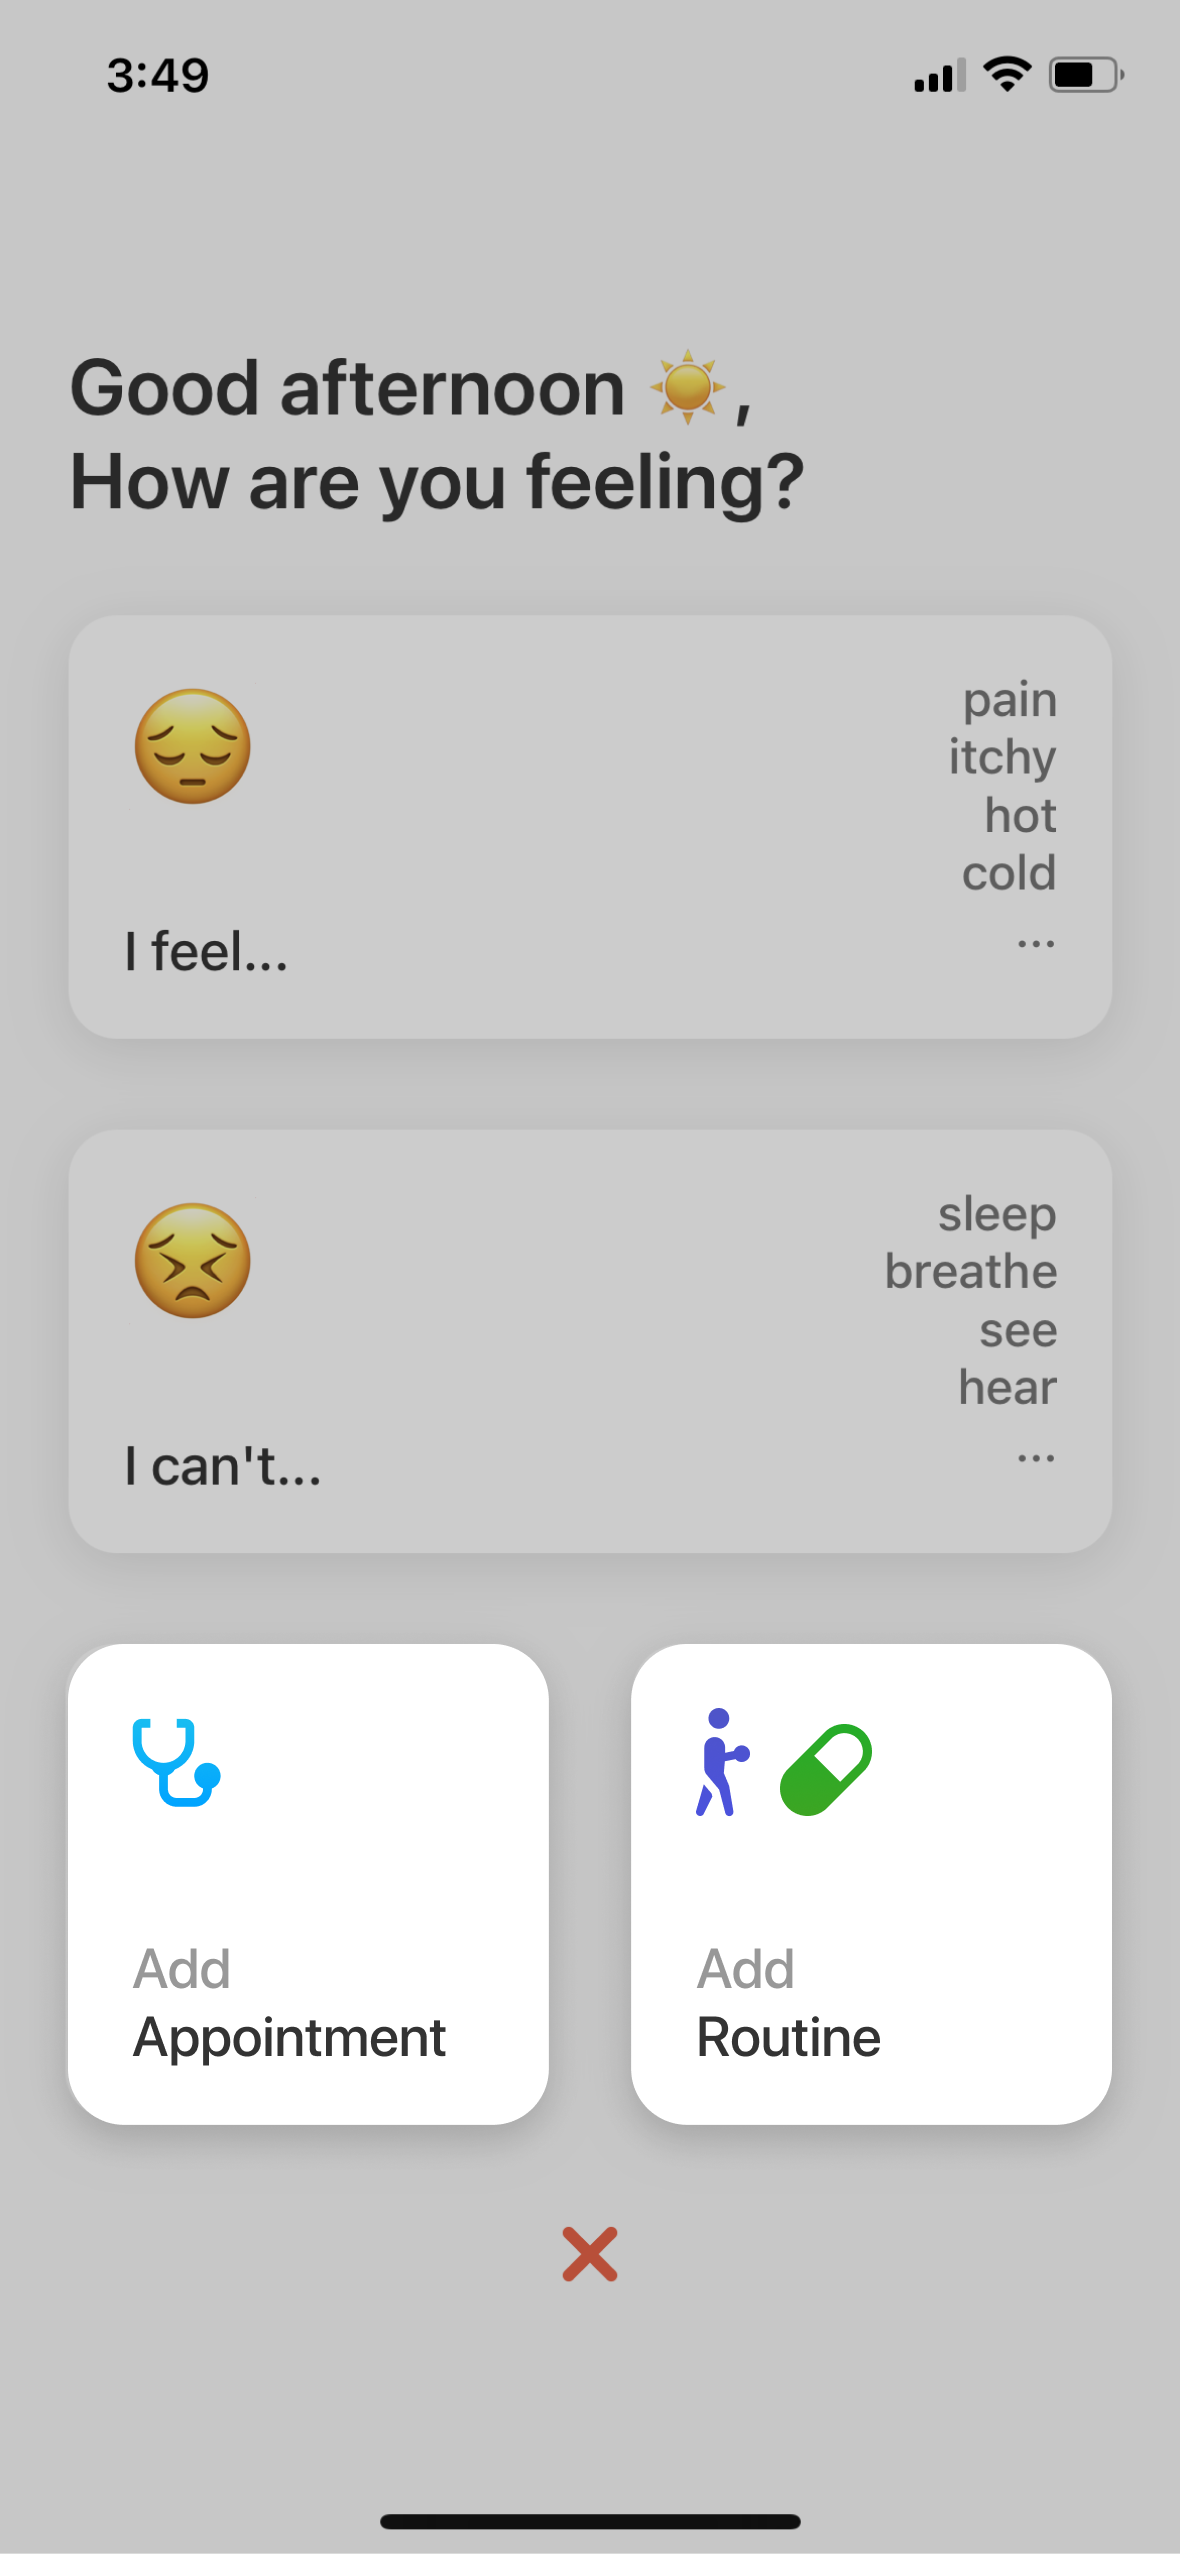 3:49
Good afternoon ☀️,
How are you feeling?
pain
itchy
hot
cold
...
I feel...
sleep
breathe
see
hear
...
I can't...
Add
Appointment
Add
Routine